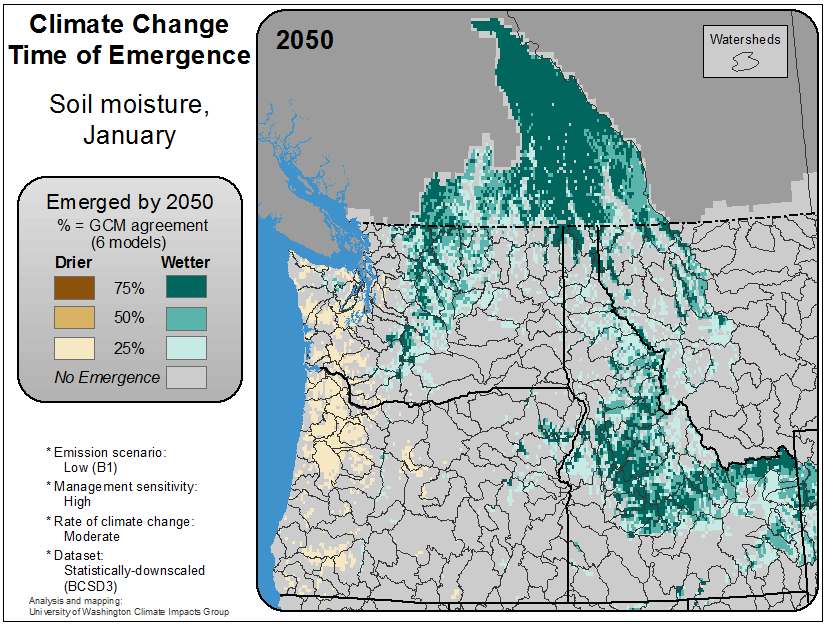 Climate Change
Time of Emergence
Soil moisture,
January
Emerged by 2050
% = GCM agreement
(6 models)
Drier Wetter
75%
50%
25%
No Emergence
* Emission scenario:
Low (B1)
* Management sensitivity:
High
* Rate of climate change:
Moderate
* Dataset:
Statistically-downscaled
(BCSD3)
Analysis and mapping:
University of Washington Climate Impacts Group
2050
Watersheds